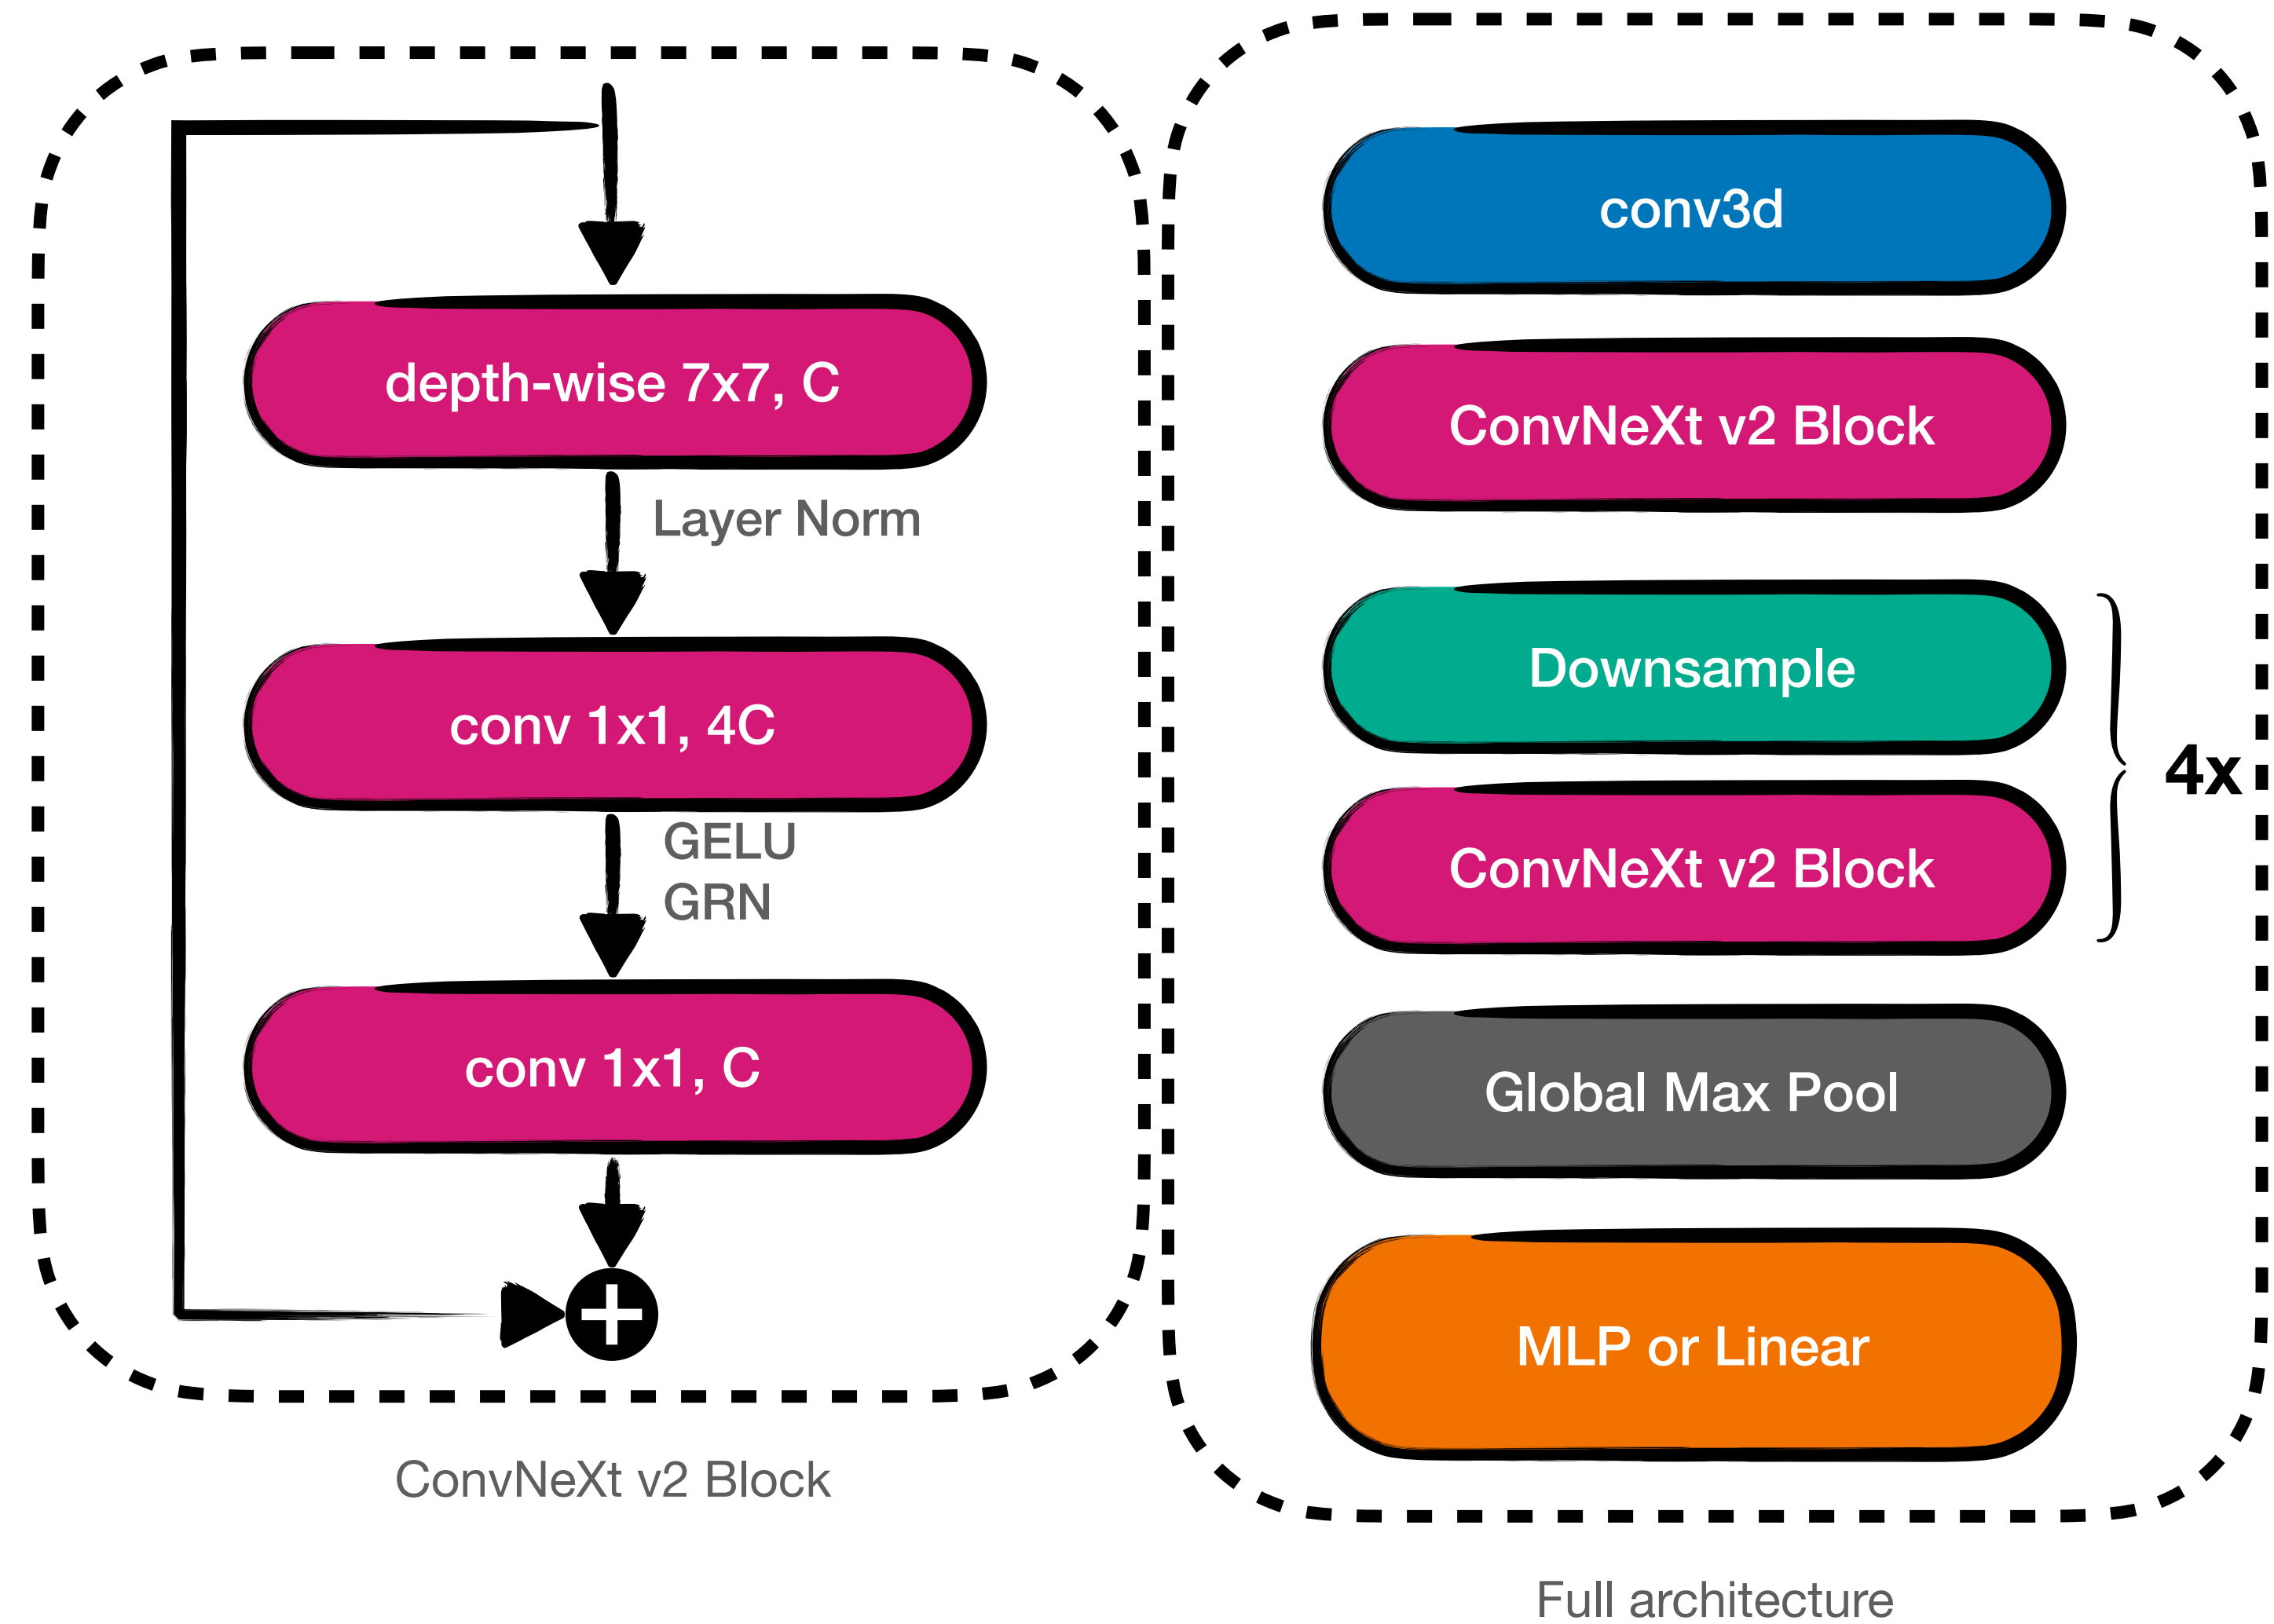 depth-wise 7x7, C
Layer Norm
conv 1x1, 4C
GELU
GRN
conv 1x1, C
ConvNeXt v2 Block
conv3d
ConvNeXt v2 Block
Downsample
4x
ConvNeXt v2 Block
Global Max Pool
MLP or Linear
Full architecture